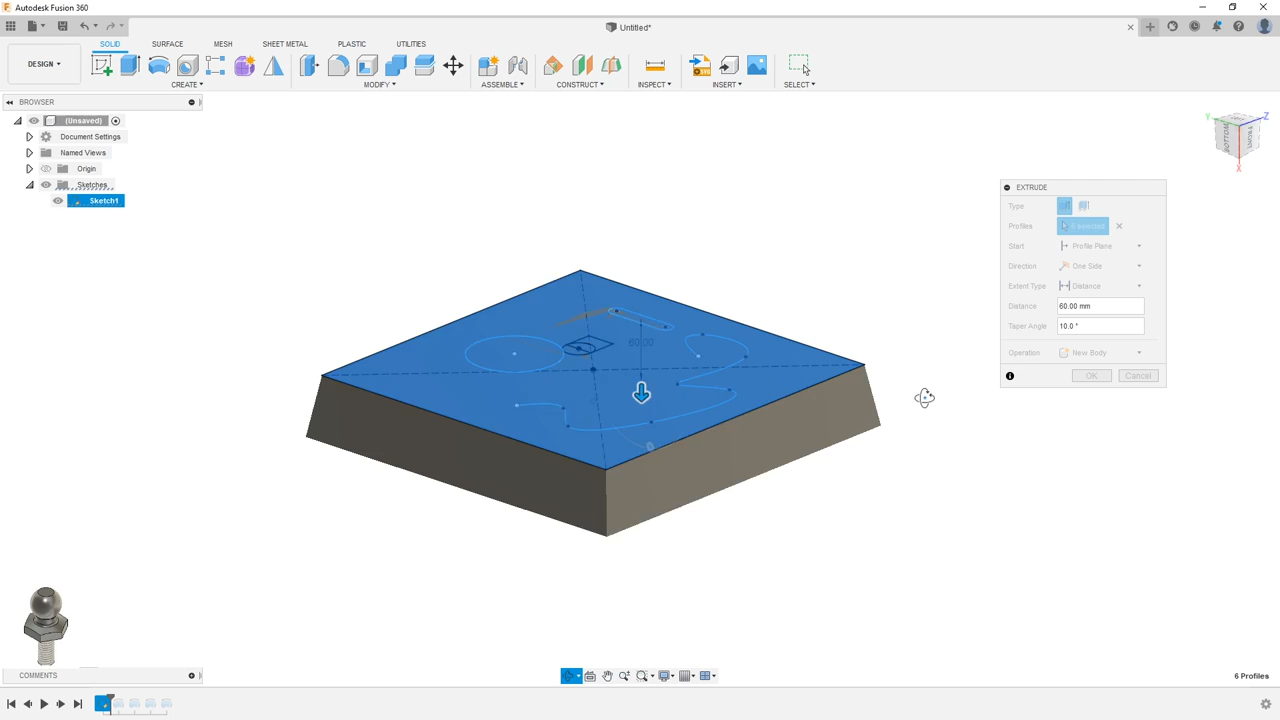 Autodesk Fusion 360
Untitled*
DESIGN
SOLID
SURFACE
MESH
SHEET METAL
PLASTIC
UTILITIES
CREATE
MODIFY
ASSEMBLE
CONSTRUCT
INSPECT
INSERT
SELECT
BROWSER
(Unsaved)
Document Settings
Named Views
Origin
Sketches
Sketch1
Y
Z
X
BOTTOM
EXTRUDE
Type
Profiles
selected
Start
Profile Plane
Direction
One Side
Extent Type
Distance
Distance
60.00 mm
Taper Angle
10.0 °
Operation
New Body
OK
Cancel
60.00
COMMENTS
6 Profiles